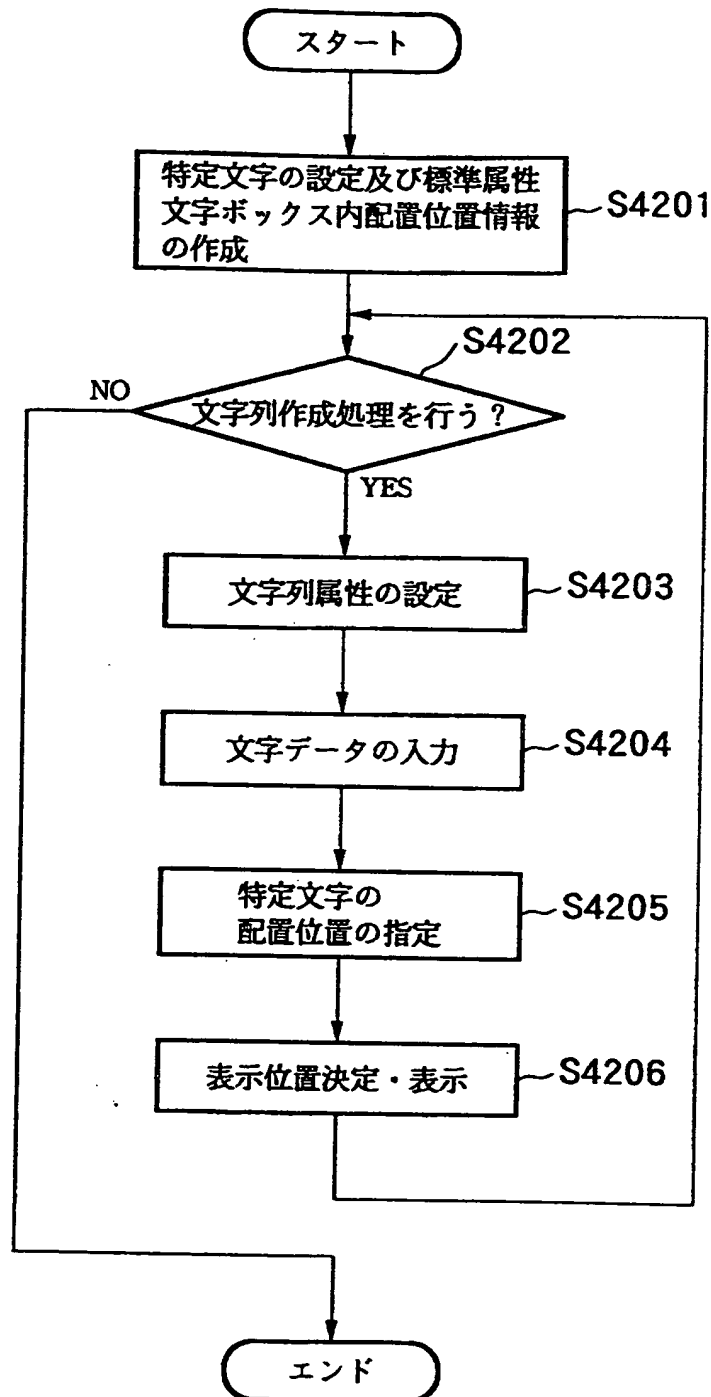 スタート
特定文字の設定及び標準属性
文字ボックス内配置位置情報
の作成
S4201
S4202
NO
文字列作成処理を行う？
YES
文字列属性の設定
S4203
文字データの入力
S4204
特定文字の
配置位置の指定
S4205
表示位置決定・表示
S4206
エンド